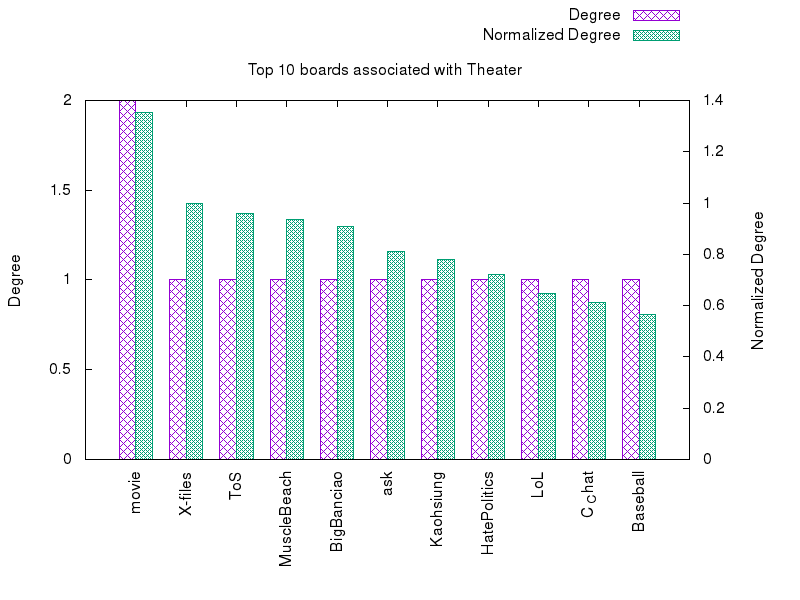 Degree
Normalized Degree
Top 10 boards associated with Theater
2
1.5
1
0.5
0
1.4
1.2
1
0.8
0.6
0.4
0.2
0
Degree
Normalized Degree
movie
X-files
ToS
MuscleBeach
BigBanciao
ask
Kaohsiung
HatePolitics
LoL
C Chat
Baseball